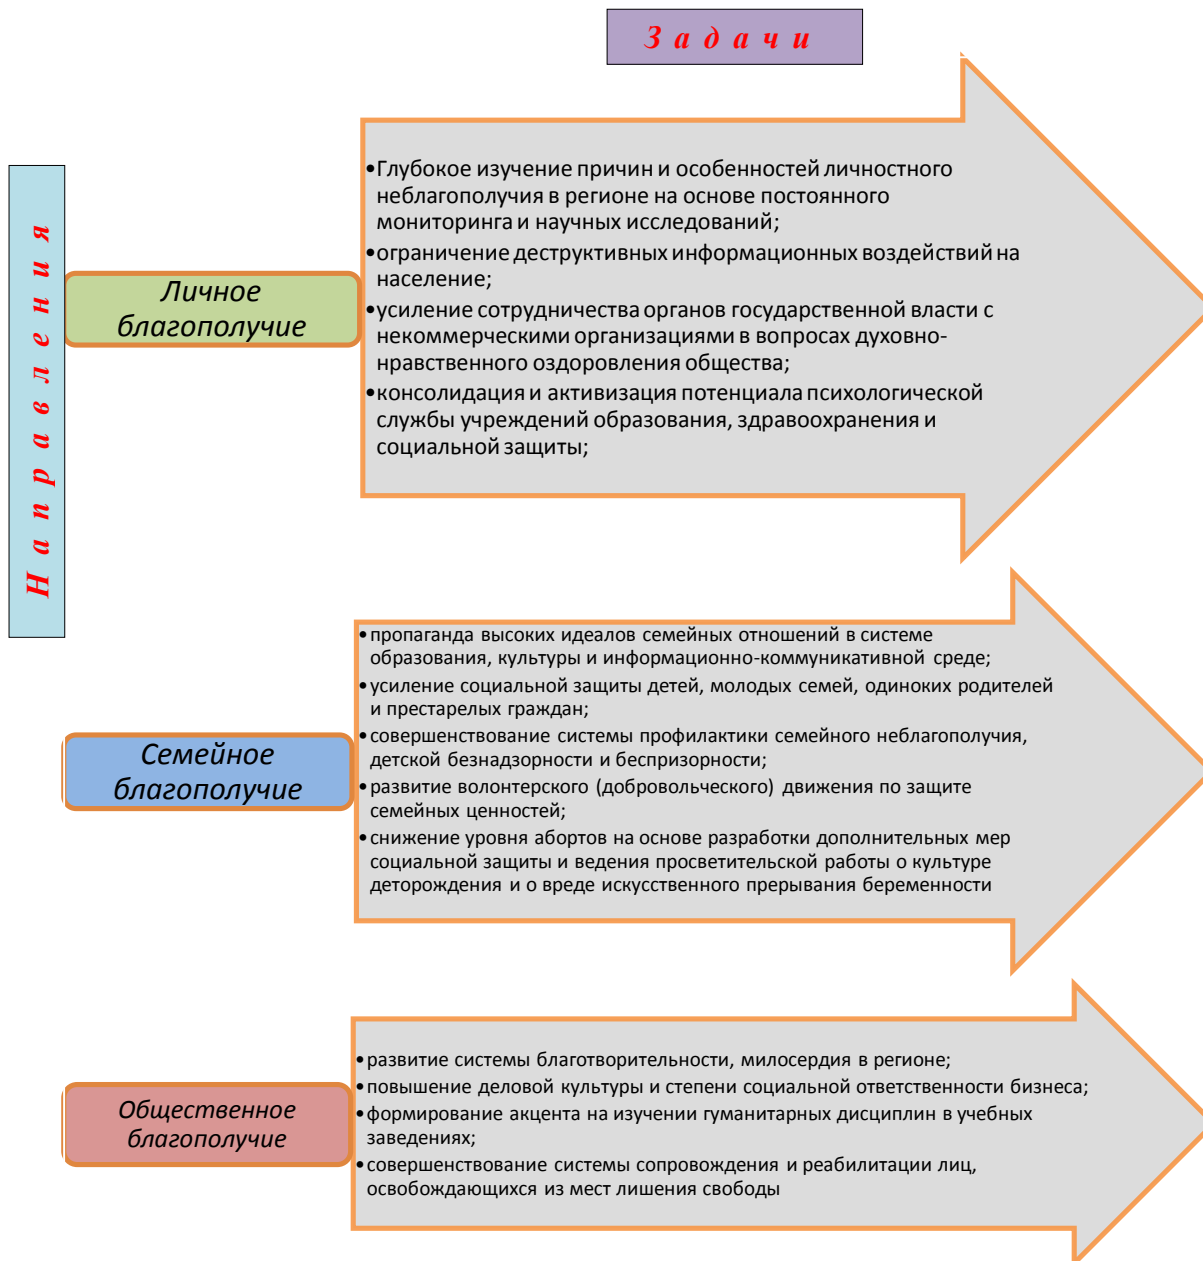 З а д а ч и
Н а п р а в л е н и я
Личное
благополучие
•Глубокое изучение причин и особенностей личностного
неблагополучия в регионе на основе постоянного
мониторинга и научных исследований;
•ограничение деструктивных информационных воздействий на
население;
•усиление сотрудничества органов государственной власти с
некоммерческими организациями в вопросах духовно-
нравственного оздоровления общества;
•консолидация и активизация потенциала психологической
службы учреждений образования, здравоохранения и
социальной защиты;
Семейное
благополучие
•пропаганда высоких идеалов семейных отношений в системе
образования, культуры и информационно-коммуникативной среде;
•усиление социальной защиты детей, молодых семей, одиноких родителей
и престарелых граждан;
•совершенствование системы профилактики семейного неблагополучия,
детской безнадзорности и беспризорности;
•развитие волонтерского (добровольческого) движения по защите
семейных ценностей;
•снижение уровня абортов на основе разработки дополнительных мер
социальной защиты и ведения просветительской работы о культуре
деторождения и о вреде искусственного прерывания беременности
Общественное
благополучие
•развитие системы благотворительности, милосердия в регионе;
•повышение деловой культуры и степени социальной ответственности бизнеса;
•формирование акцента на изучении гуманитарных дисциплин в учебных
заведениях;
•совершенствование системы сопровождения и реабилитации лиц,
освобождающихся из мест лишения свободы